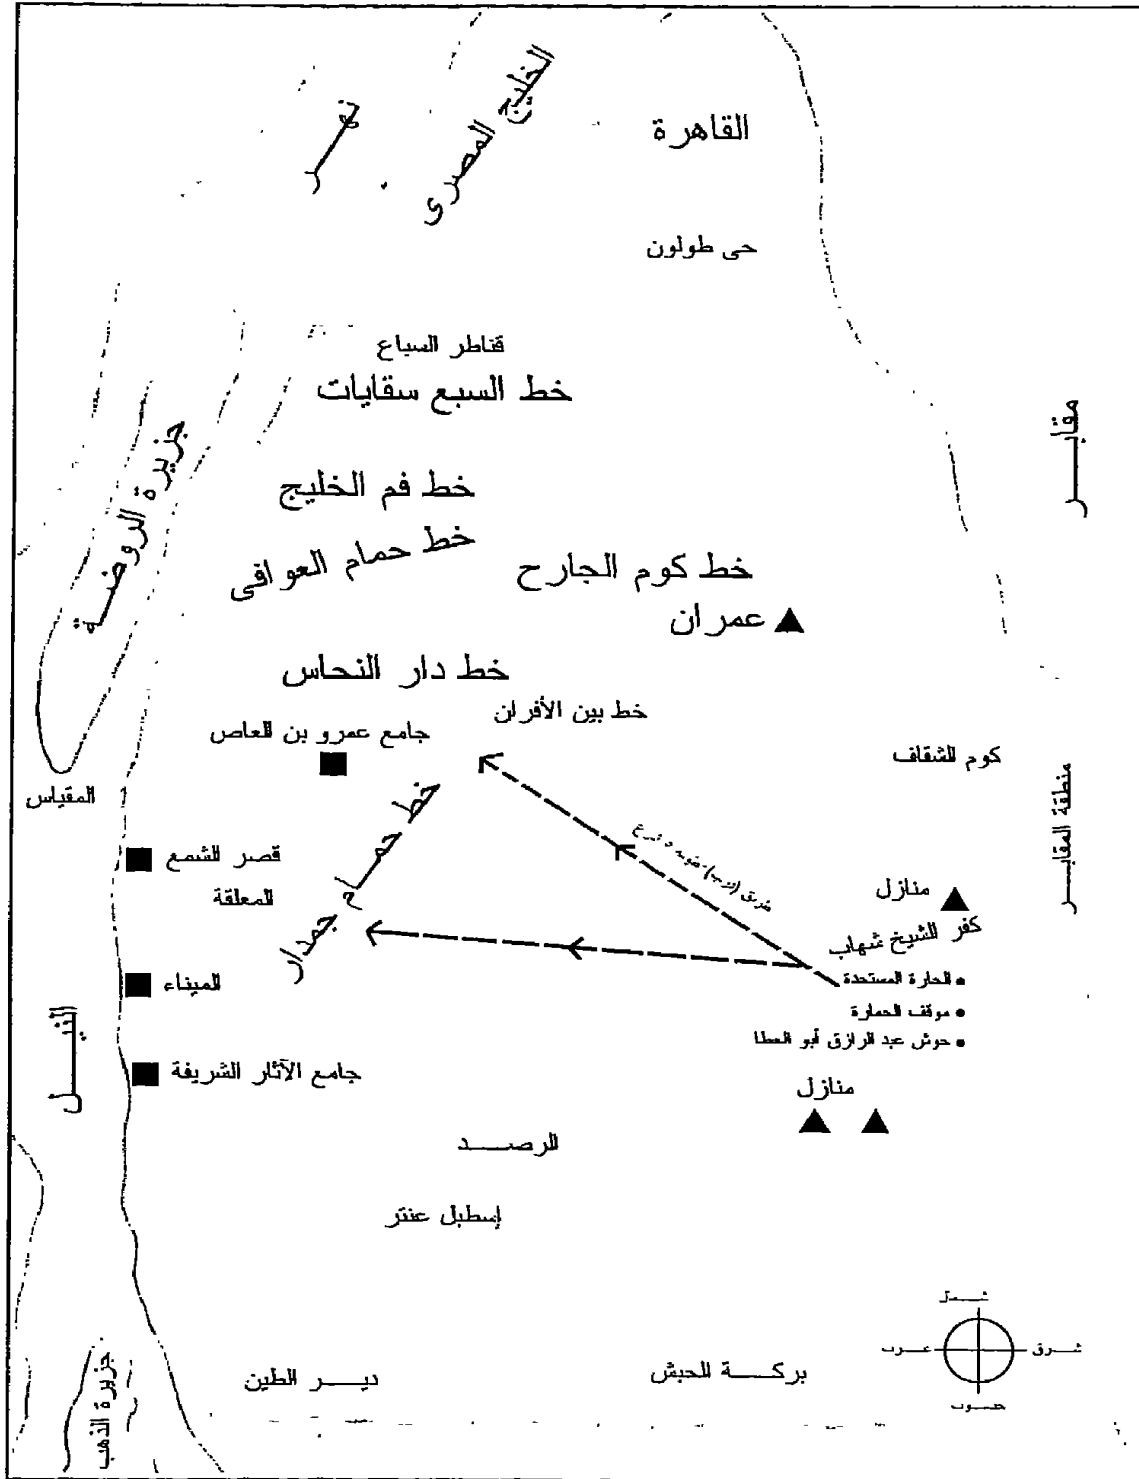 القاهرة
الخليج المصرى
نهر
حى طولون
قناطر السباع
خط السبع سقايات
مقابر
جزيرة الروضة
خط فم الخليج
خط حمام العواقى
خط كوم الجارح
عمران
خط دار النحاس
خط بين الأفران
جامع عمرو بن العاص
كوم الشقاف
منطقة المقابر
المقياس
خط حمام جمدار
قصر الشمع
المعلقة
طريق
منازل
كفر الشيخ شهاب
الحارة المستجدة
موقف الحمارة
حوش عبد الرازق أبو العطا
الميناء
النيل
جامع الآثار الشريفة
منازل
الرصد
إسطبل عنتر
شمال
شرق
غرب
جنوب
بركة الحبش
دير الطين
جزيرة الذهب